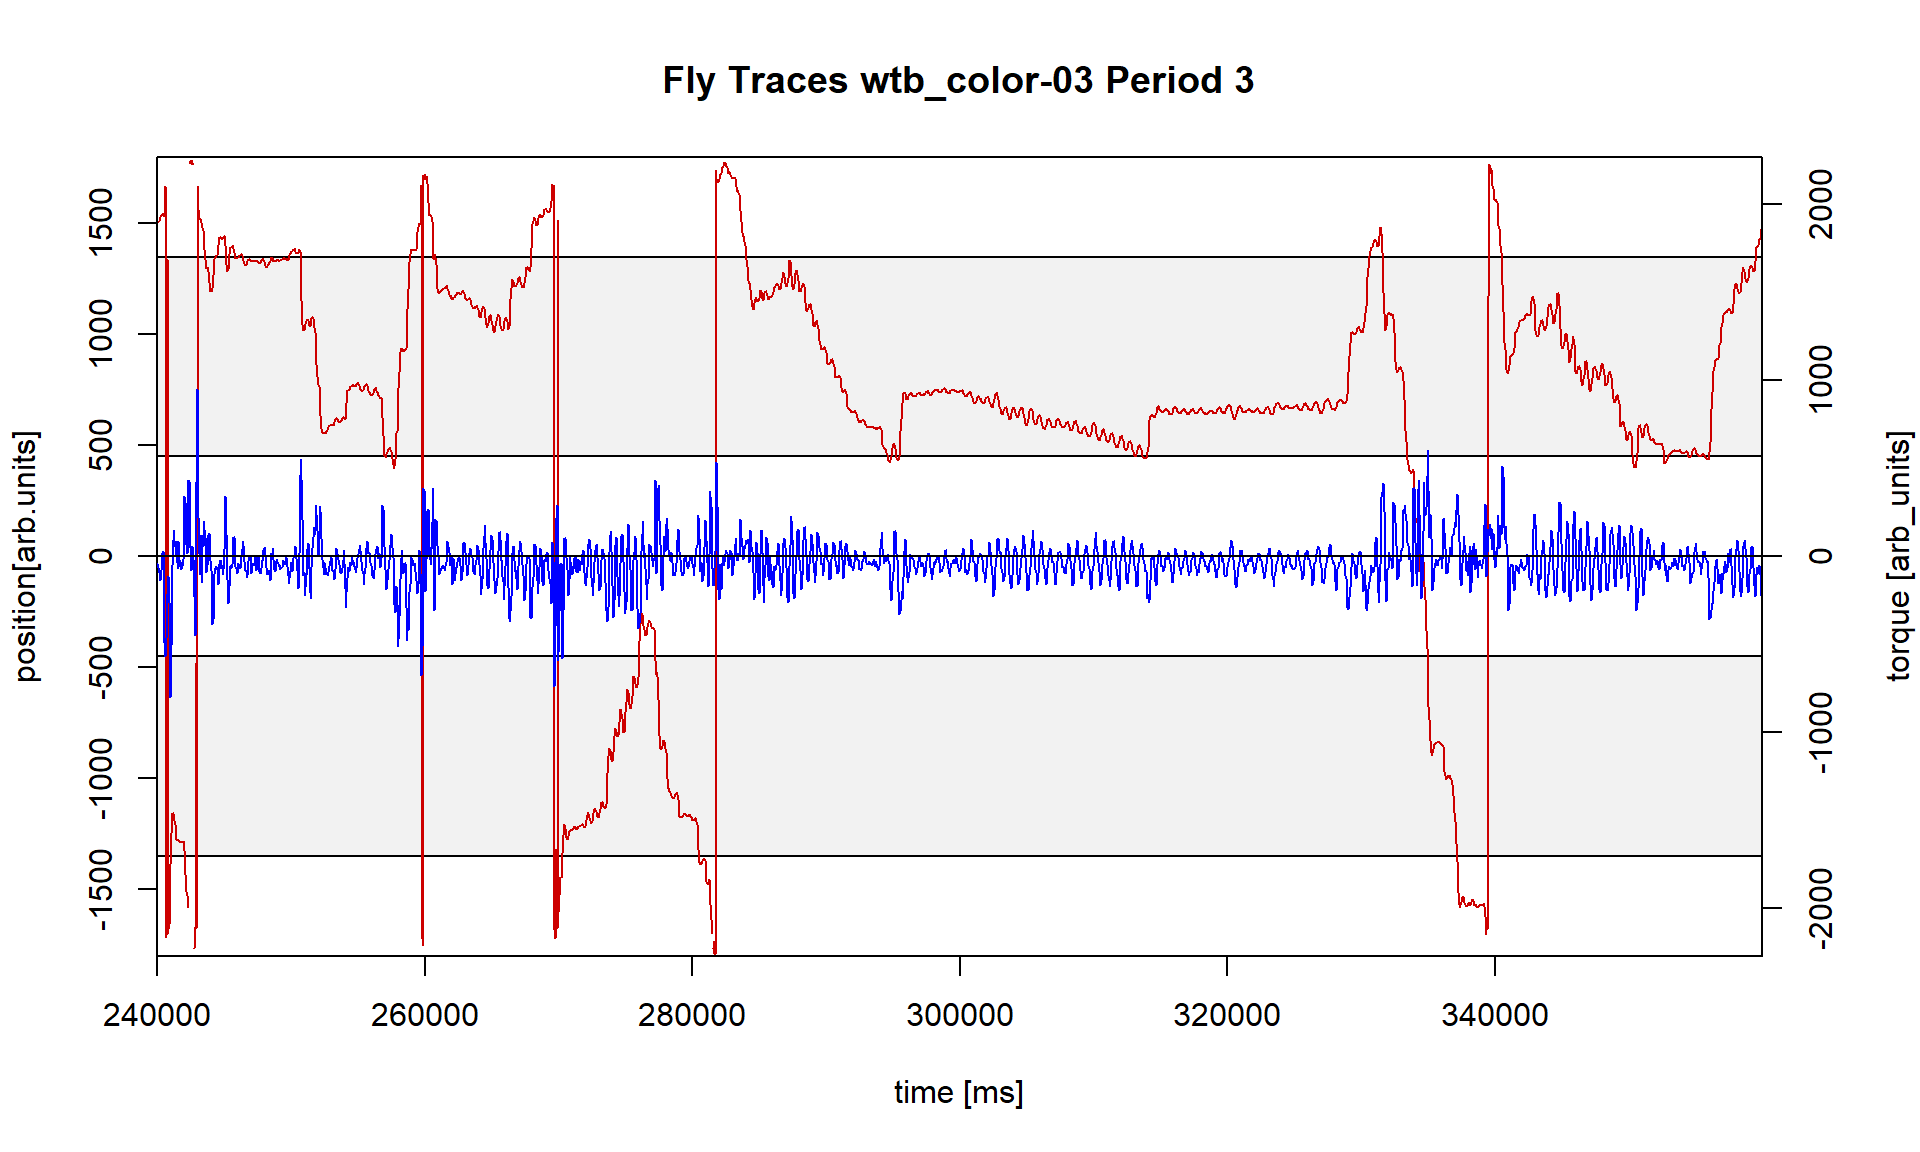 Fly Traces wtb_color-03 Period 3
position[arb.units]
1500
1000
500
0
-500
-1000
-1500
2000
1000
0
-1000
-2000
torque [arb_units]
240000 260000 280000 300000 320000 340000
time [ms]